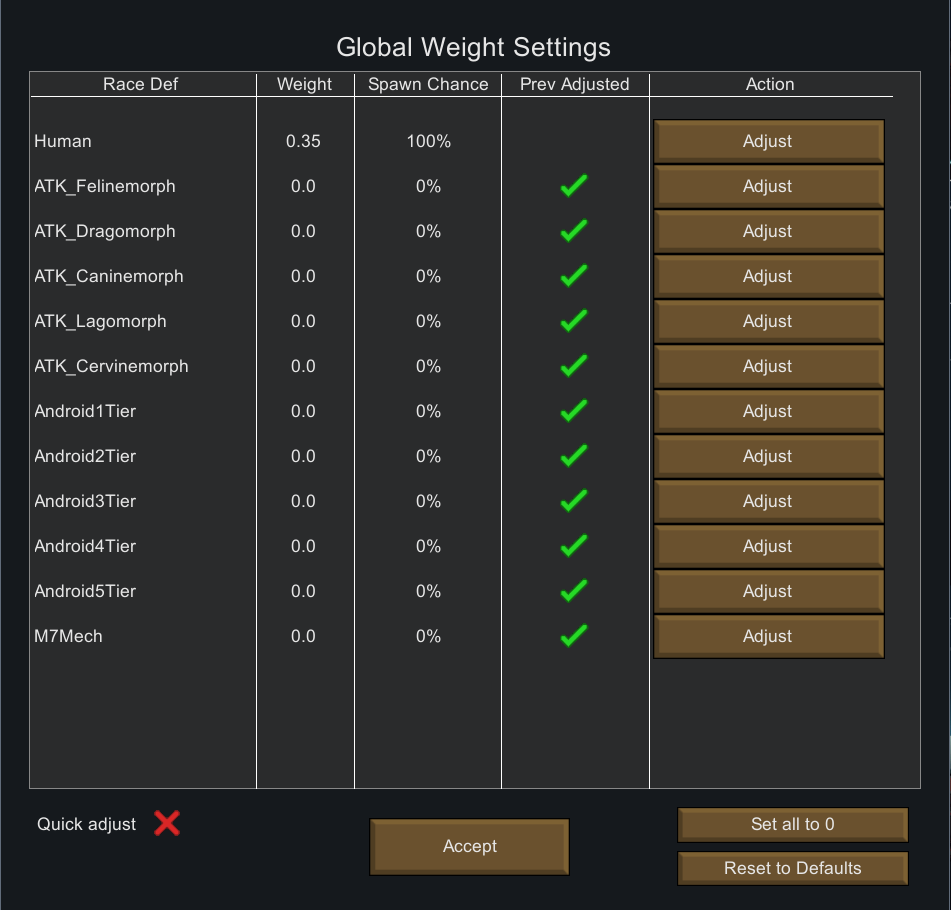 Global Weight Settings
Race Def Weight Spawn Chance Prev Adjusted Action
Human 0.35 100% Adjust
ATK_Felinemorph 0.0 0% Adjust
ATK_Dragomorph 0.0 0% Adjust
ATK_Caninemorph 0.0 0% Adjust
ATK_Lagomorph 0.0 0% Adjust
ATK_Cervinemorph 0.0 0% Adjust
Android1Tier 0.0 0% Adjust
Android2Tier 0.0 0% Adjust
Android3Tier 0.0 0% Adjust
Android4Tier 0.0 0% Adjust
Android5Tier 0.0 0% Adjust
M7Mech 0.0 0% Adjust
Quick adjust Set all to 0
Accept
Reset to Defaults